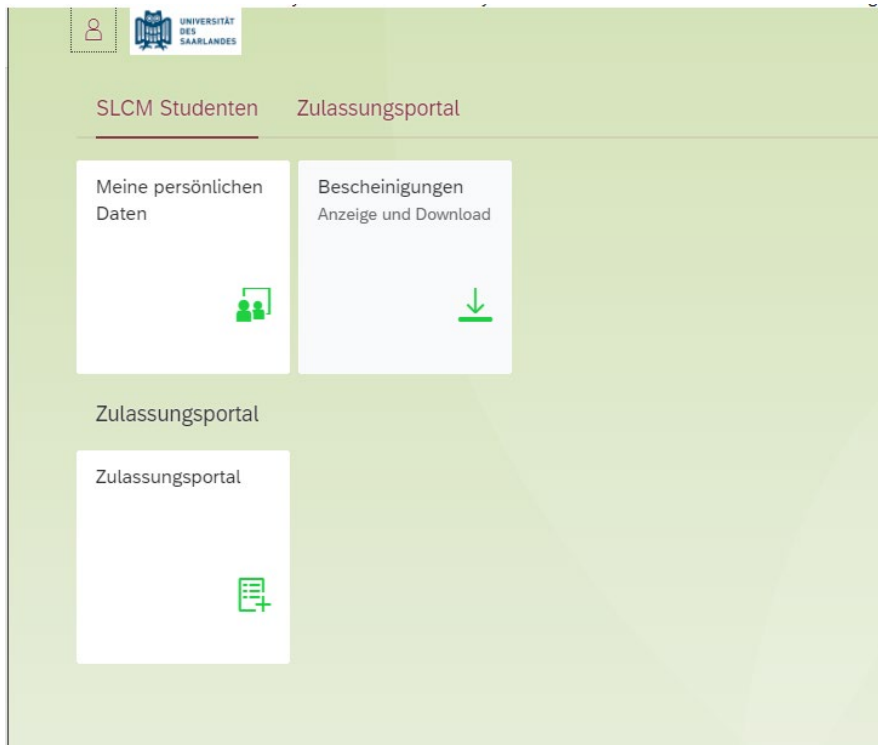 UNIVERSITÄT
DES
SAARLANDES
SLCM Studenten Zulassungsportal
Meine persönlichen
Daten
Bescheinigungen
Anzeige und Download
Zulassungsportal
Zulassungsportal